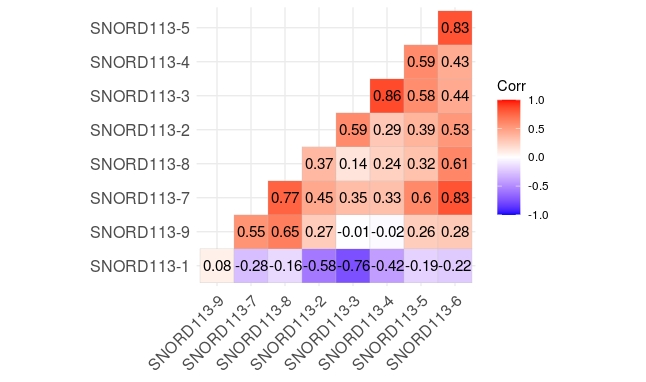 SNORD113-5 0.83
SNORD113-4 0.59 0.43
SNORD113-3 0.86 0.58 0.44
SNORD113-2 0.59 0.29 0.39 0.53
SNORD113-8 0.37 0.14 0.24 0.32 0.61
SNORD113-7 0.77 0.45 0.35 0.33 0.6 0.83
SNORD113-9 0.55 0.65 0.27 -0.01 -0.02 0.26 0.28
SNORD113-1 0.08 -0.28 -0.16 -0.58 -0.76 -0.42 -0.19 -0.22
SNORD113-9
SNORD113-7
SNORD113-8
SNORD113-2
SNORD113-3
SNORD113-4
SNORD113-5
SNORD113-6
Corr
1.0
0.5
0.0
-0.5
-1.0